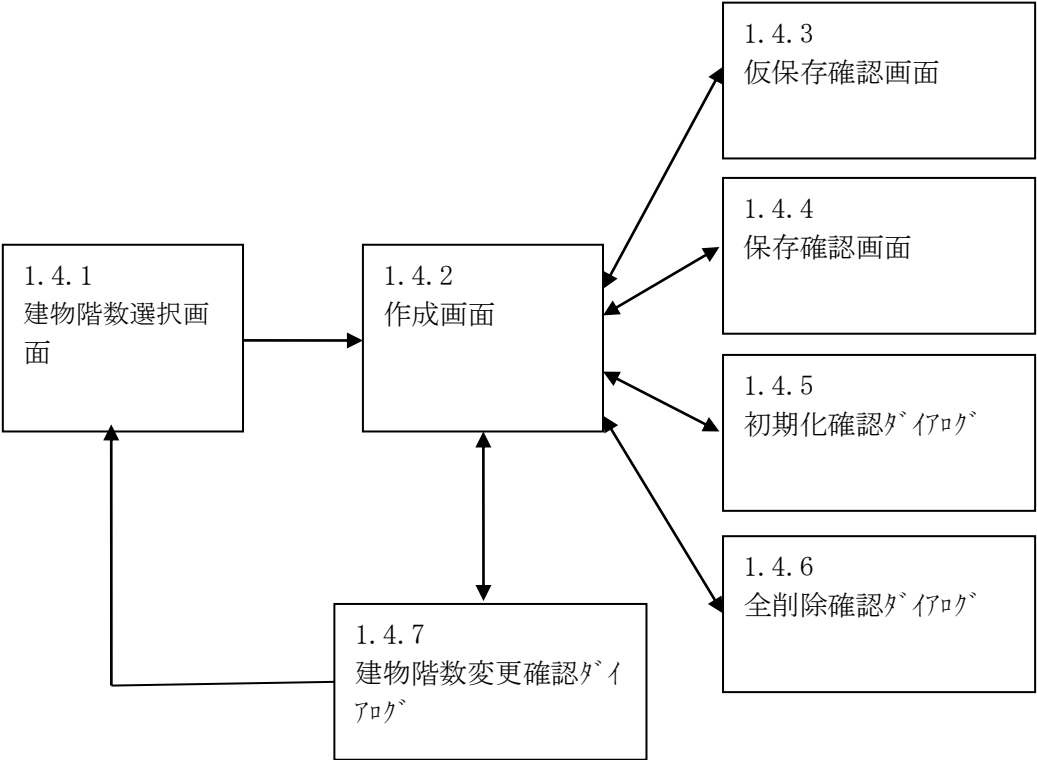 1.4.3
仮保存確認画面
1.4.4
保存確認画面
1.4.1
建物階数選択画
面
1.4.2
作成画面
1.4.5
初期化確認ﾀﾞｲｱﾛｸﾞ
1.4.6
全削除確認ﾀﾞｲｱﾛｸﾞ
1.4.7
建物階数変更確認ﾀﾞｲ
ｱﾛｸﾞ